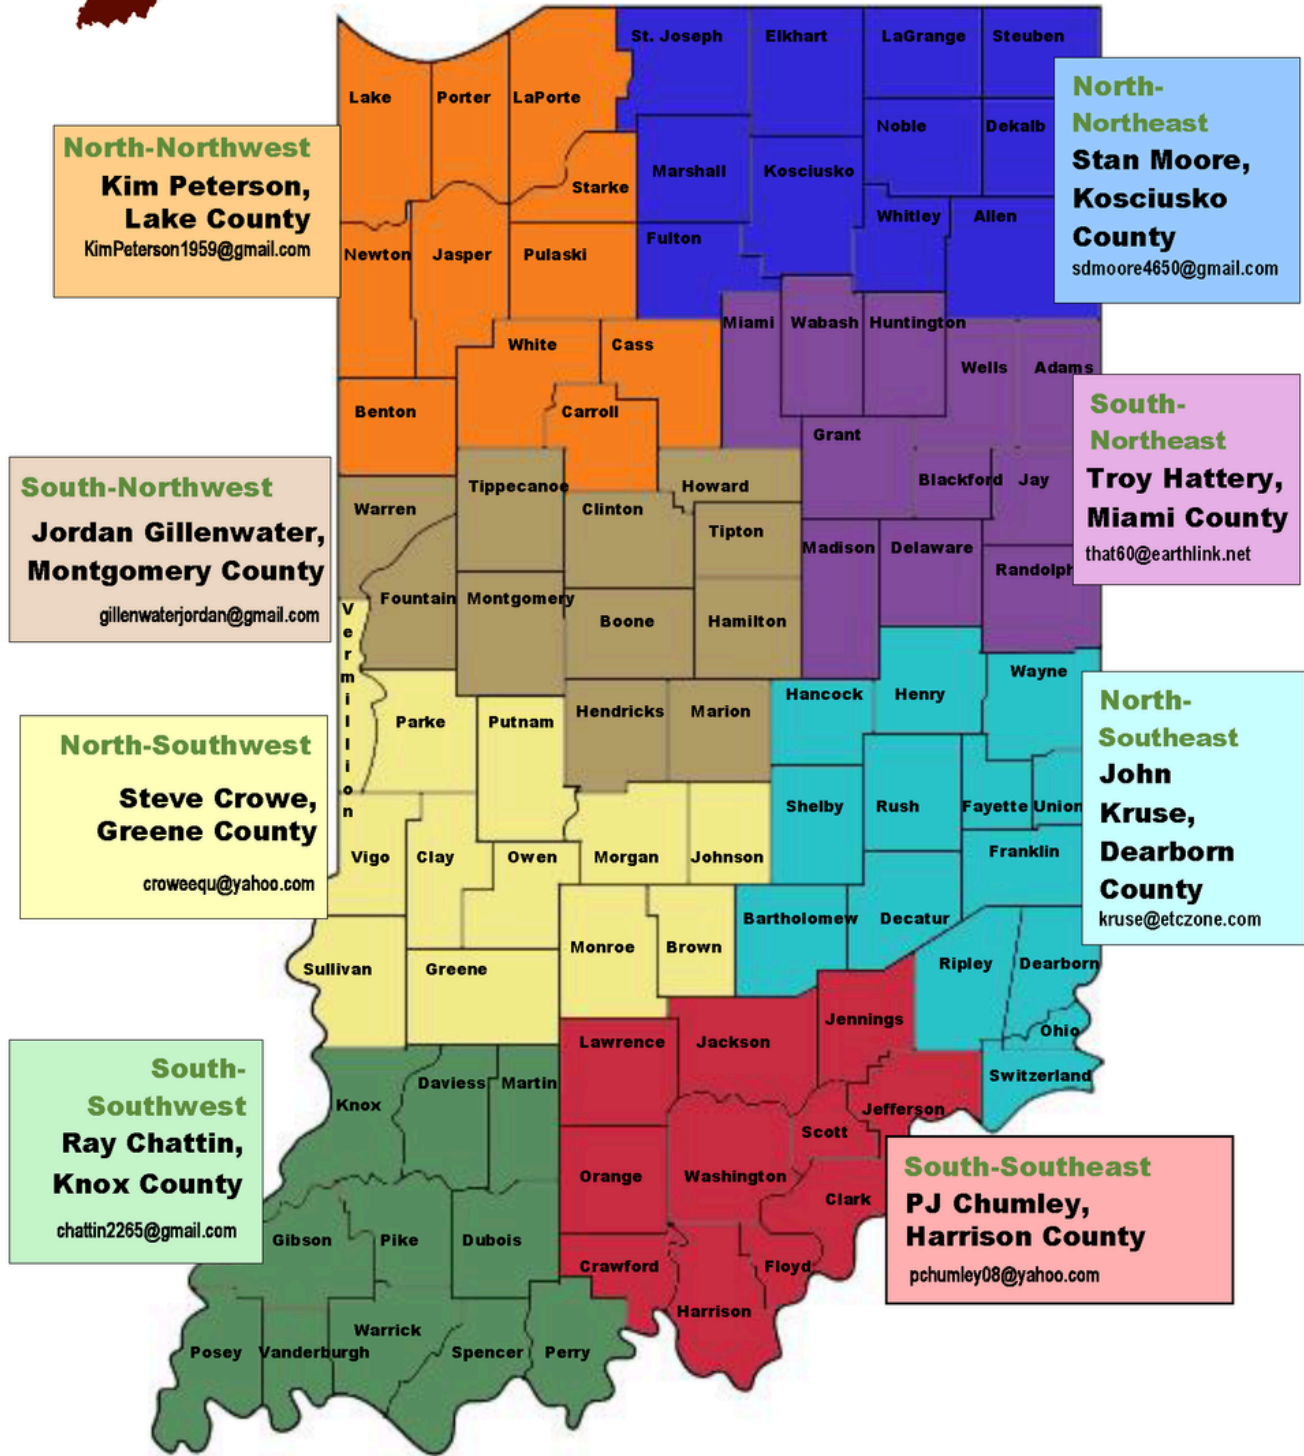 St. Joseph
Elkhart
LaGrange
Steuben
Lake
Porter
LaPorte
Noble
Dekalb
Marshall
Kosciusko
Starke
Whitley
Allen
Fulton
Newton
Jasper
Pulaski
Miami
Wabash
Huntington
White
Cass
Wells
Adams
Benton
Carroll
Grant
Blackford
Jay
Tippecanoe
Howard
Warren
Clinton
Tipton
Madison
Delaware
Randolph
Fountain
Montgomery
Boone
Hamilton
Vermillion
Wayne
Hancock
Henry
Parke
Putnam
Hendricks
Marion
Shelby
Rush
Fayette
Union
Vigo
Clay
Owen
Morgan
Johnson
Franklin
Bartholomew
Decatur
Monroe
Brown
Sullivan
Greene
Ripley
Dearborn
Jennings
Ohio
Lawrence
Jackson
Switzerland
Daviess
Martin
Knox
Jefferson
Scott
Orange
Washington
Clark
Gibson
Pike
Dubois
Crawford
Floyd
Harrison
Warrick
Posey
Vanderburgh
Spencer
Perry
North-Northwest
Kim Peterson,
Lake County
KimPeterson1959@gmail.com
North-
Northeast
Stan Moore,
Kosciusko
County
sdmoore4650@gmail.com
South-
Northeast
Troy Hattery,
Miami County
that60@earthlink.net
South-Northwest
Jordan Gillenwater,
Montgomery County
gillenwaterjordan@gmail.com
North-Southwest
Steve Crowe,
Greene County
croweequ@yahoo.com
North-
Southeast
John
Kruse,
Dearborn
County
kruse@etczone.com
South-
Southwest
Ray Chattin,
Knox County
chattin2265@gmail.com
South-Southeast
PJ Chumley,
Harrison County
pchumley08@yahoo.com